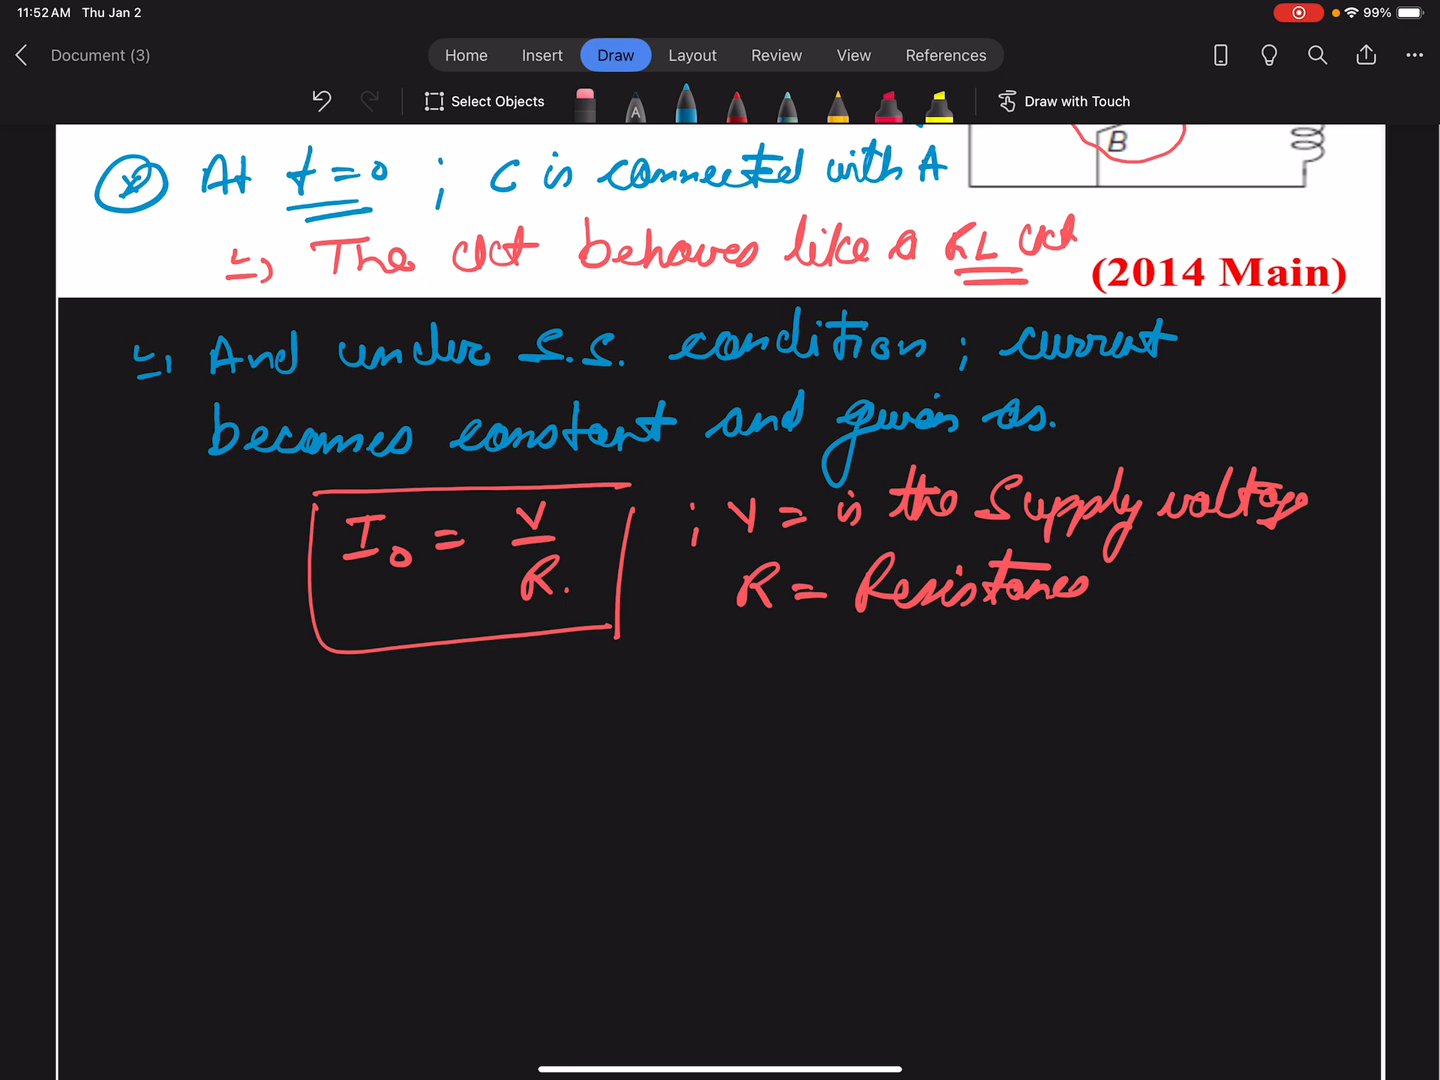 11:52 AM Thu Jan 2
99%
Document (3)
Home Insert Draw Layout Review View References
Select Objects
A
Draw with Touch
B
At t=0 ; C is connected with A
The ckt behaves like a RL ckt
(2014 Main)
And under S.S. condition ; current
becomes constant and given as.
I₀ = V/R. ; V = is the Supply voltage
R = Resistance